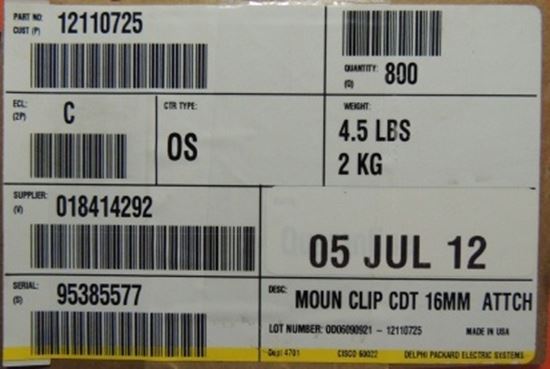 PART NO: 12110725
CUST (P)
QUANTITY: 800
(Q)
ECL: C
(2P)
CTR TYPE:
OS
WEIGHT:
4.5 LBS
2 KG
SUPPLIER: 018414292
(V)
05 JUL 12
SERIAL: 95385577
(S)
DESC: MOUN CLIP CDT 16MM ATTCH
LOT NUMBER: OD06090921 - 12110725 MADE IN USA
Dept 4701 CISCO 60022 DELPHI PACKARD ELECTRIC SYSTEMS